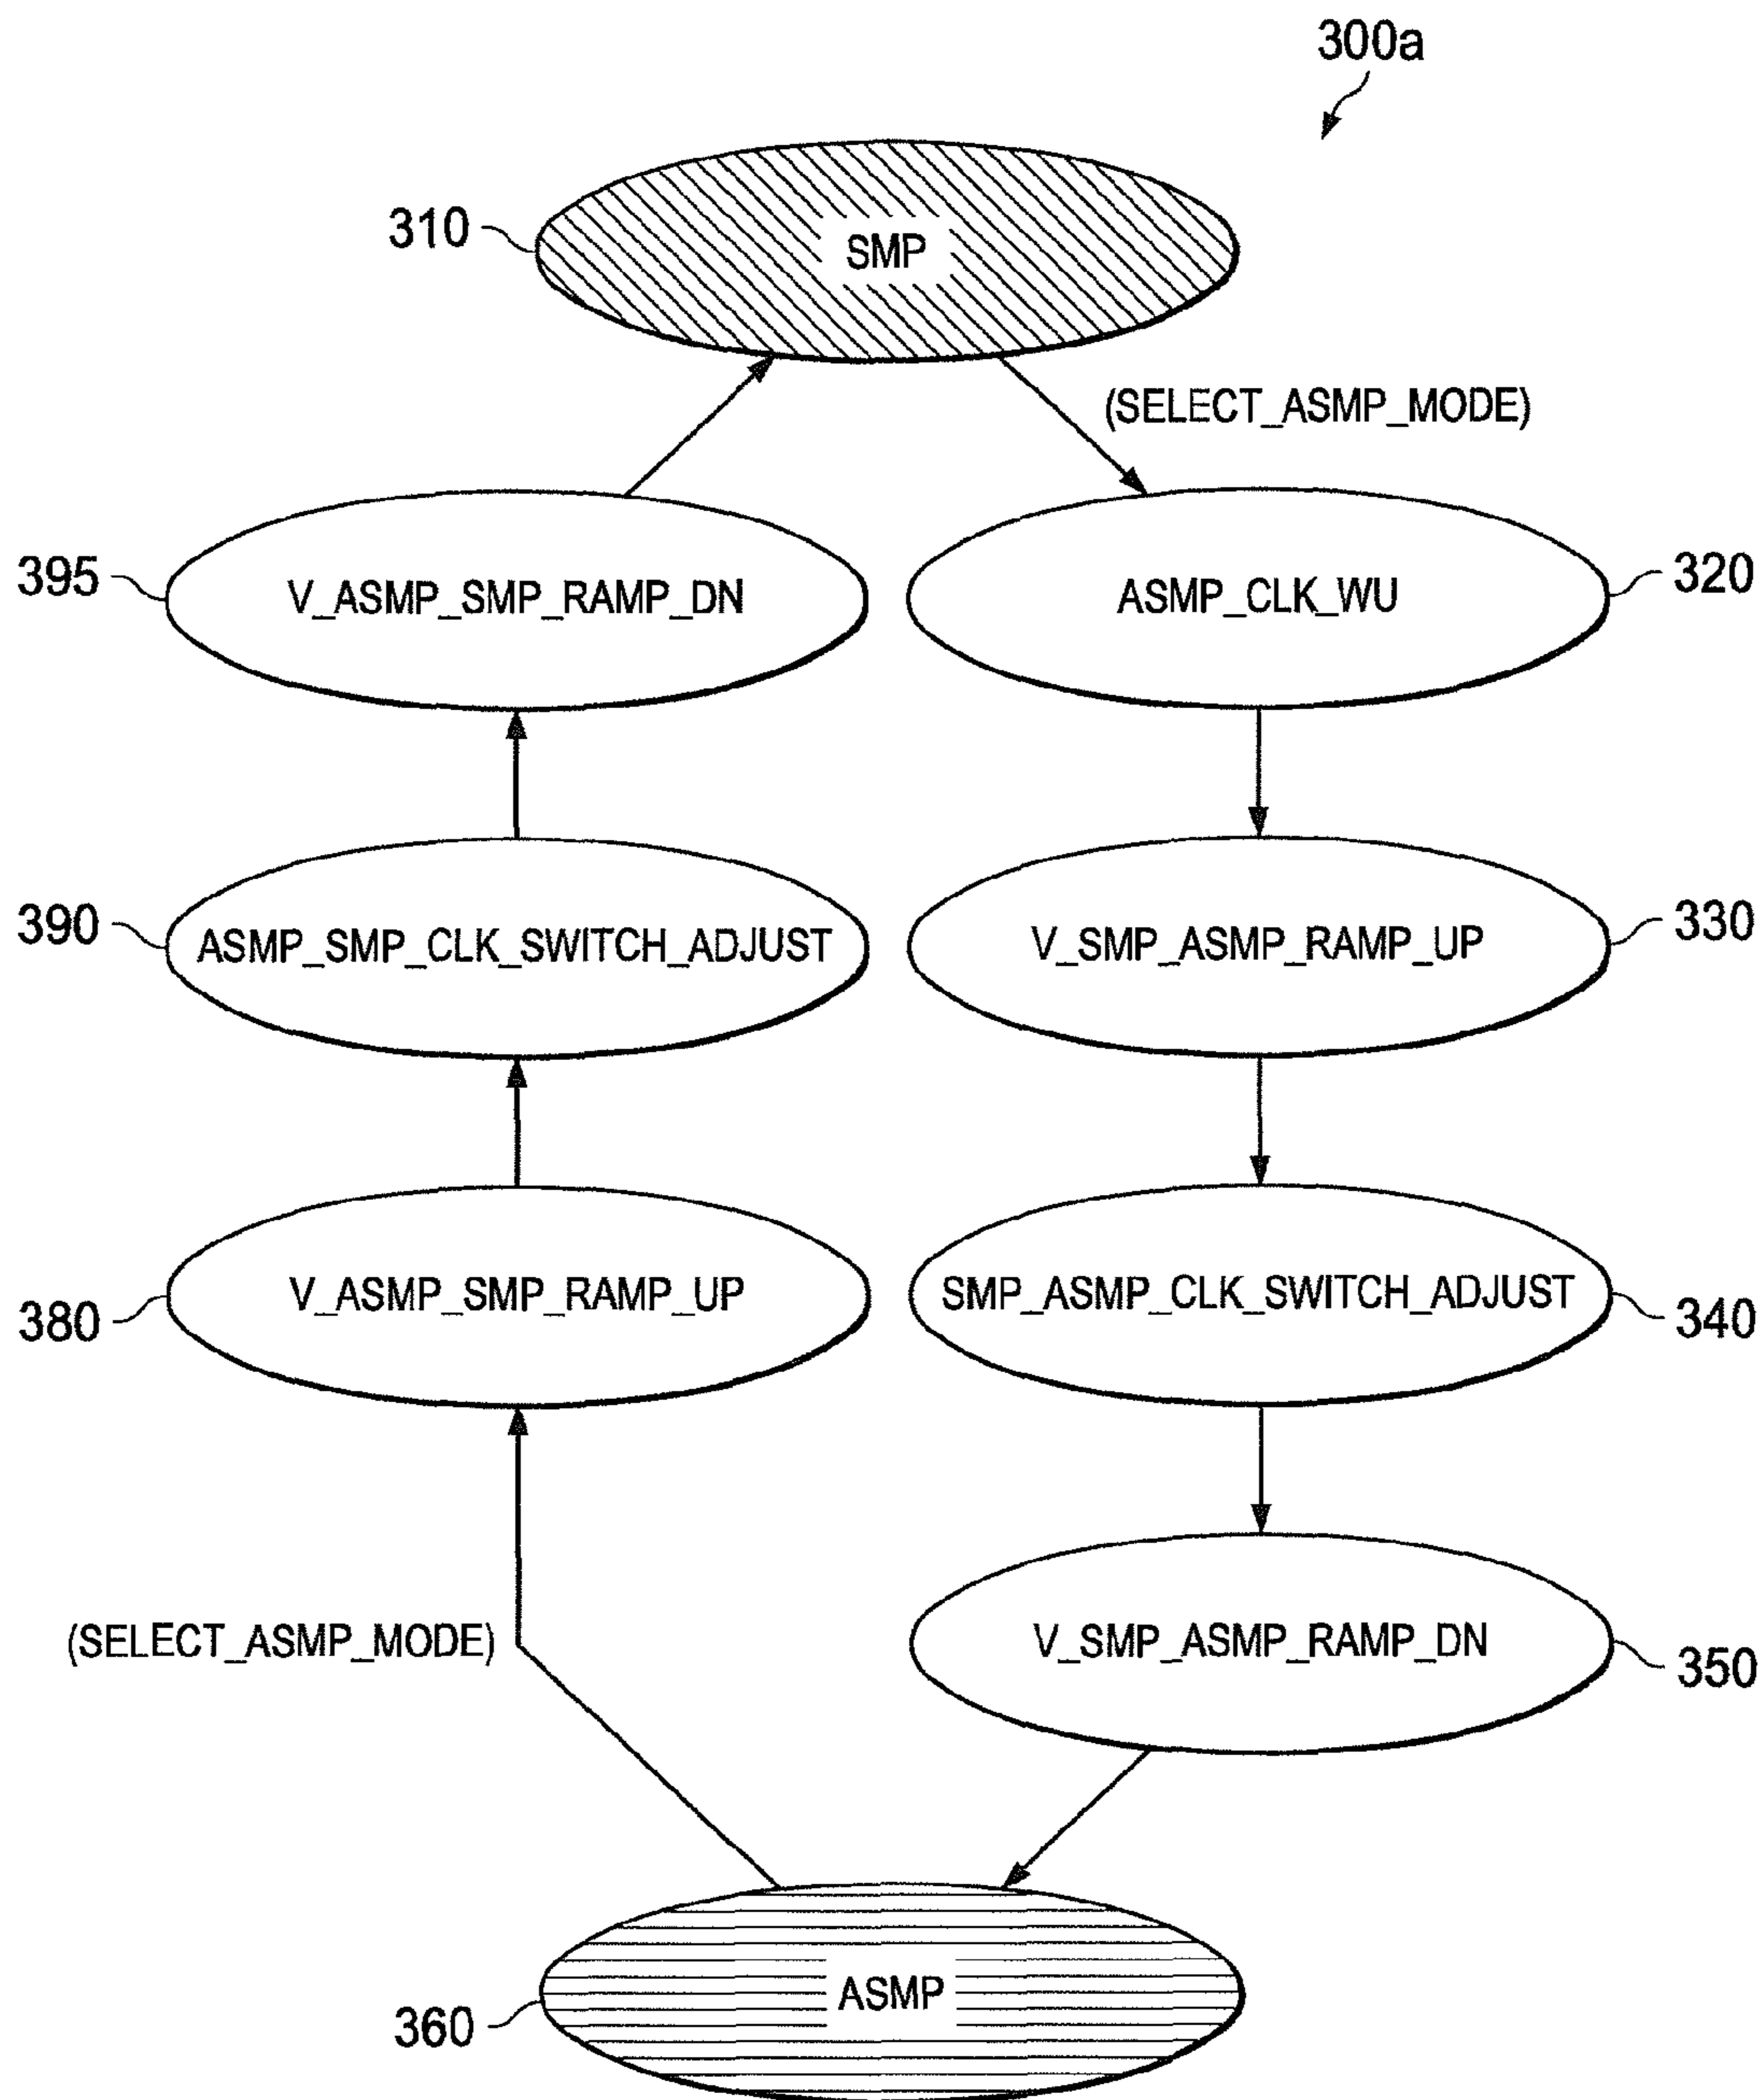 300a
310
SMP
(SELECT_ASMP_MODE)
395
V_ASMP_SMP_RAMP_DN
ASMP_CLK_WU
320
390
ASMP_SMP_CLK_SWITCH_ADJUST
V_SMP_ASMP_RAMP_UP
330
380
V_ASMP_SMP_RAMP_UP
SMP_ASMP_CLK_SWITCH_ADJUST
340
(SELECT_ASMP_MODE)
V_SMP_ASMP_RAMP_DN
350
360
ASMP